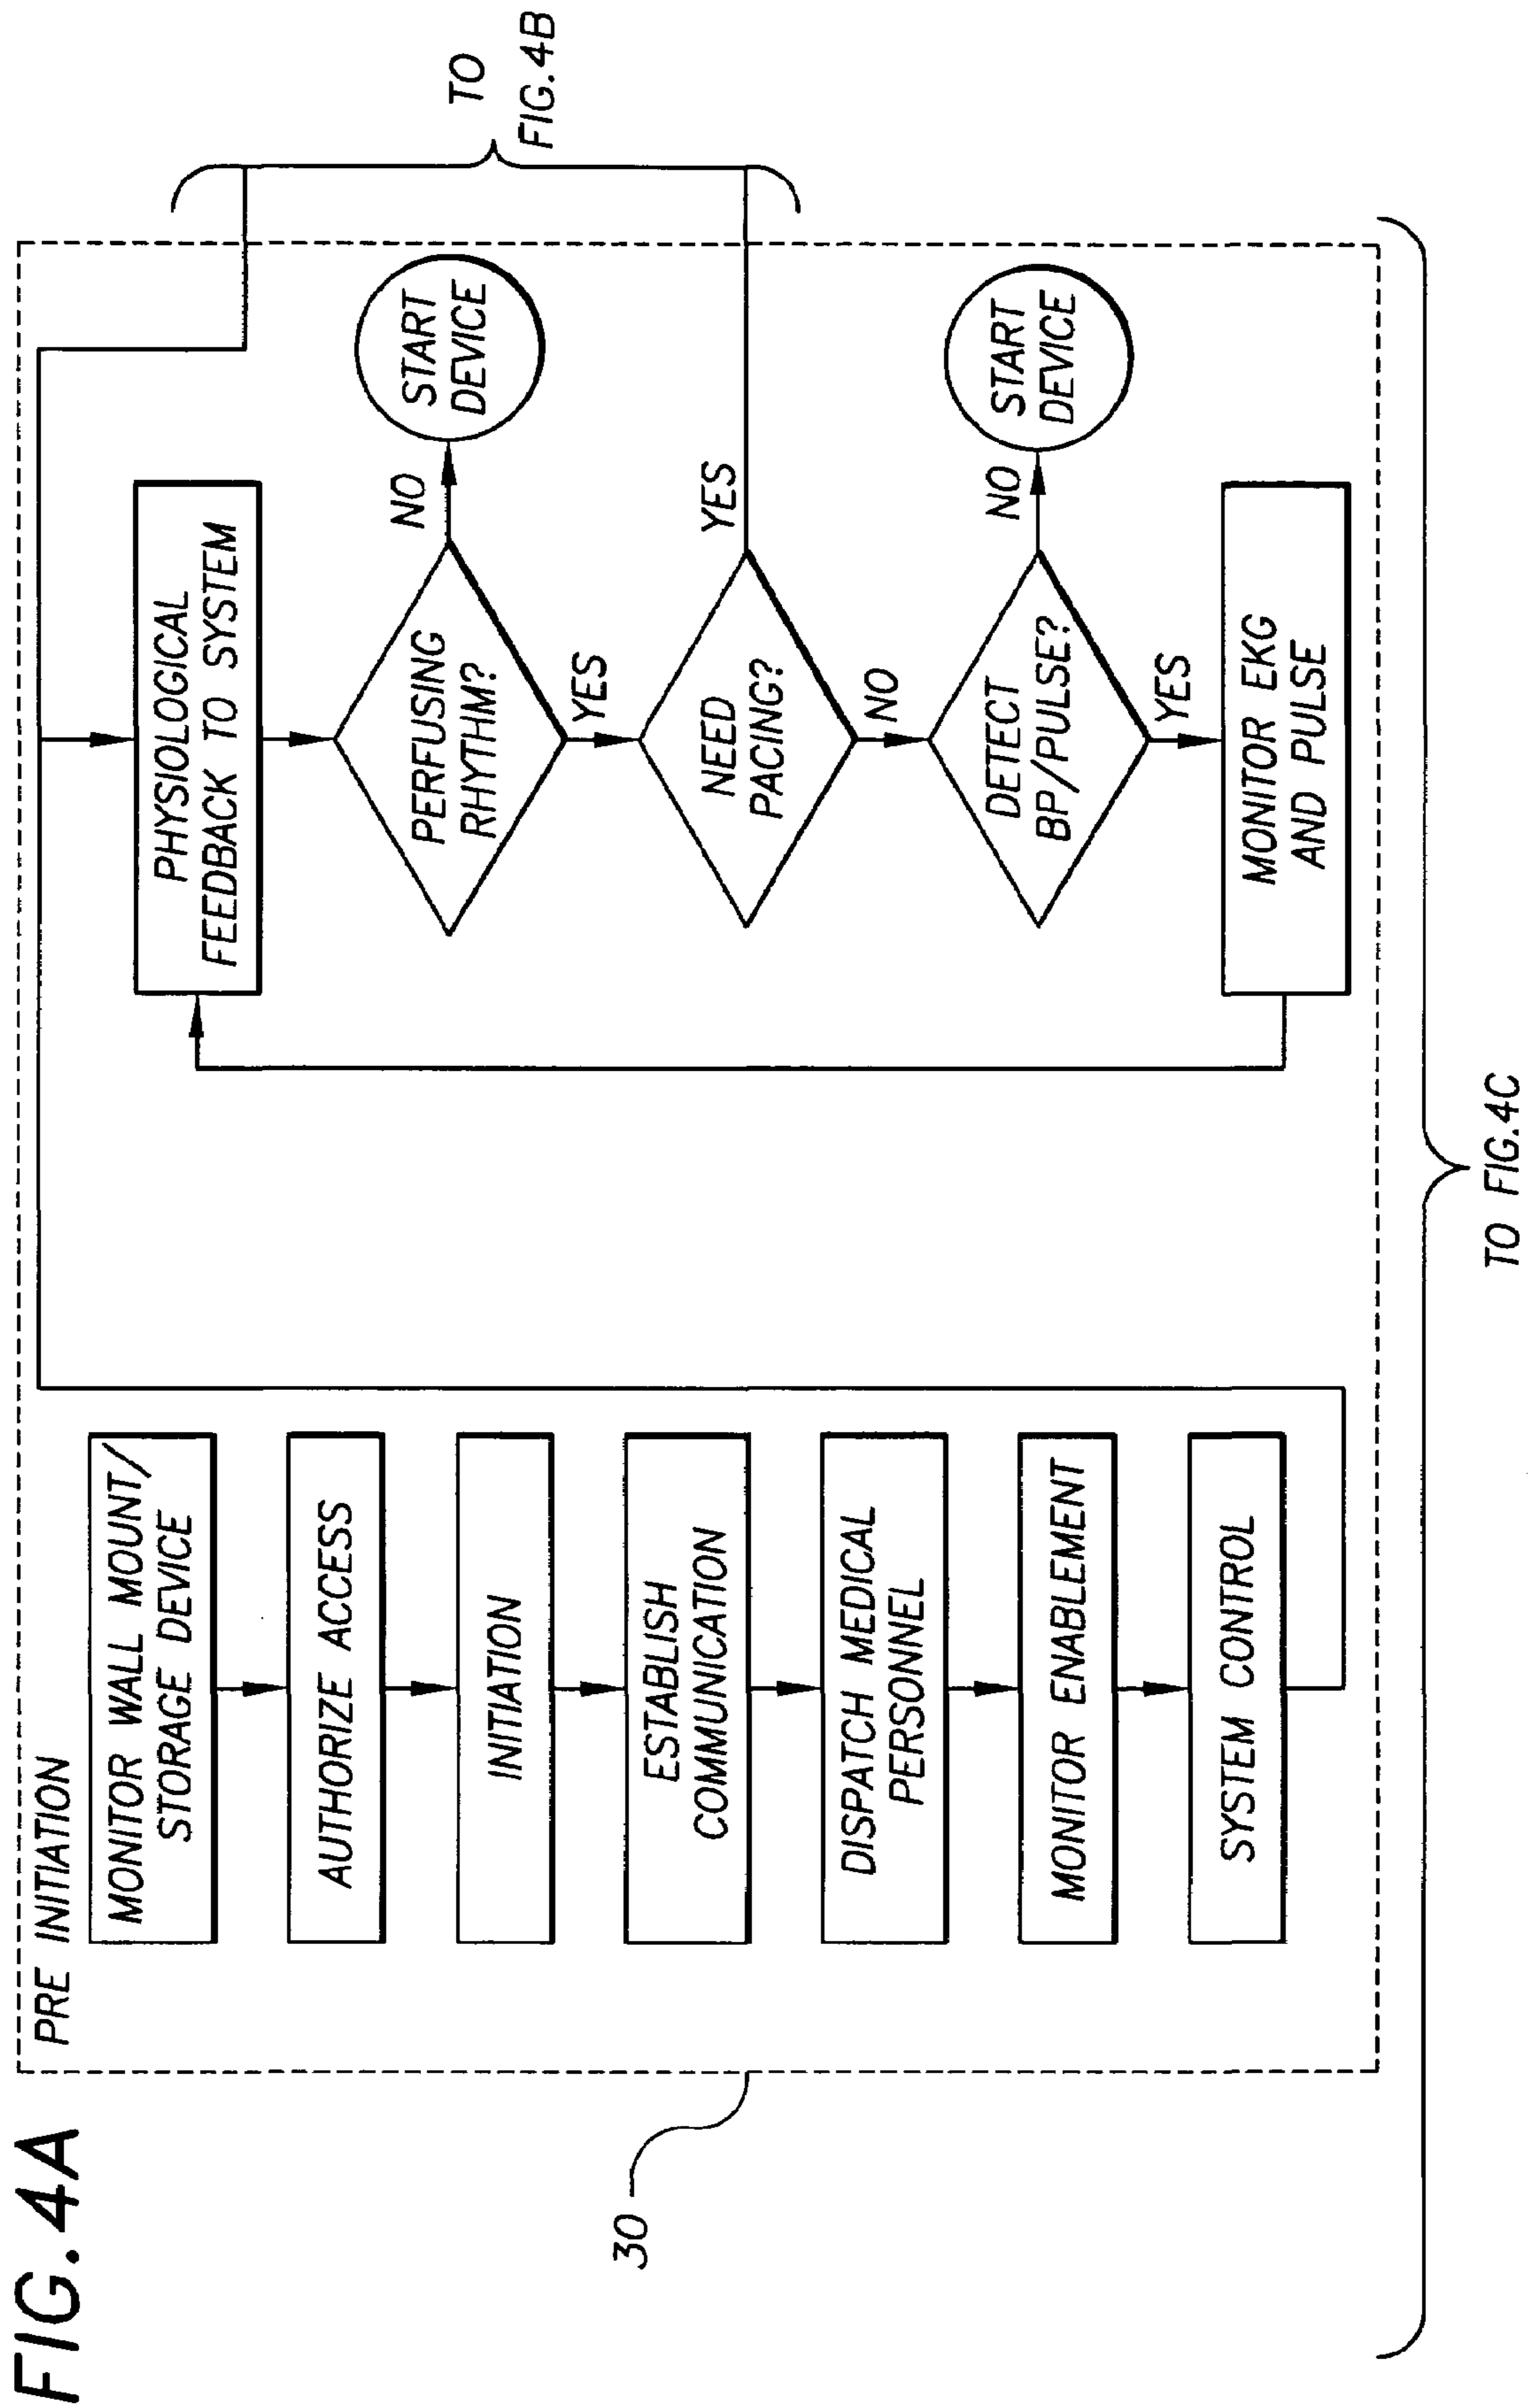 FIG. 4A
PRE INITIATION
MONITOR WALL MOUNT/
STORAGE DEVICE
AUTHORIZE ACCESS
INITIATION
ESTABLISH
COMMUNICATION
DISPATCH MEDICAL
PERSONNEL
MONITOR ENABLEMENT
SYSTEM CONTROL
30
PHYSIOLOGICAL
FEEDBACK TO SYSTEM
PERFUSING
RHYTHM?
NO
START
DEVICE
YES
NEED
PACING?
YES
NO
DETECT
BP/PULSE?
NO
START
DEVICE
YES
MONITOR EKG
AND PULSE
TO
FIG.4B
TO FIG.4C